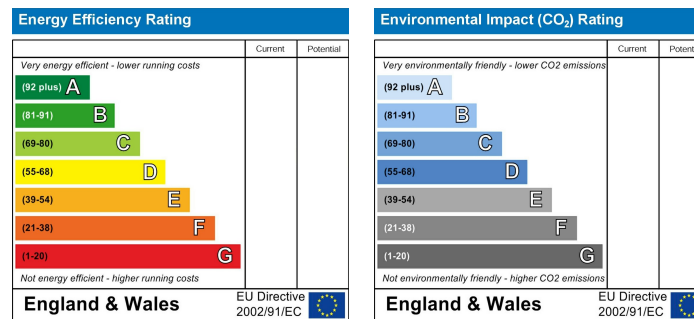 Energy Efficiency Rating
Current Potential
Very energy efficient - lower running costs
(92 plus) A
(81-91) B
(69-80) C
(55-68) D
(39-54) E
(21-38) F
(1-20) G
Not energy efficient - higher running costs
England & Wales
EU Directive
2002/91/EC
Environmental Impact (CO₂) Rating
Current Potent
Very environmentally friendly - lower CO2 emissions
(92 plus) A
(81-91) B
(69-80) C
(55-68) D
(39-54) E
(21-38) F
(1-20) G
Not environmentally friendly - higher CO2 emissions
England & Wales
EU Directive
2002/91/EC